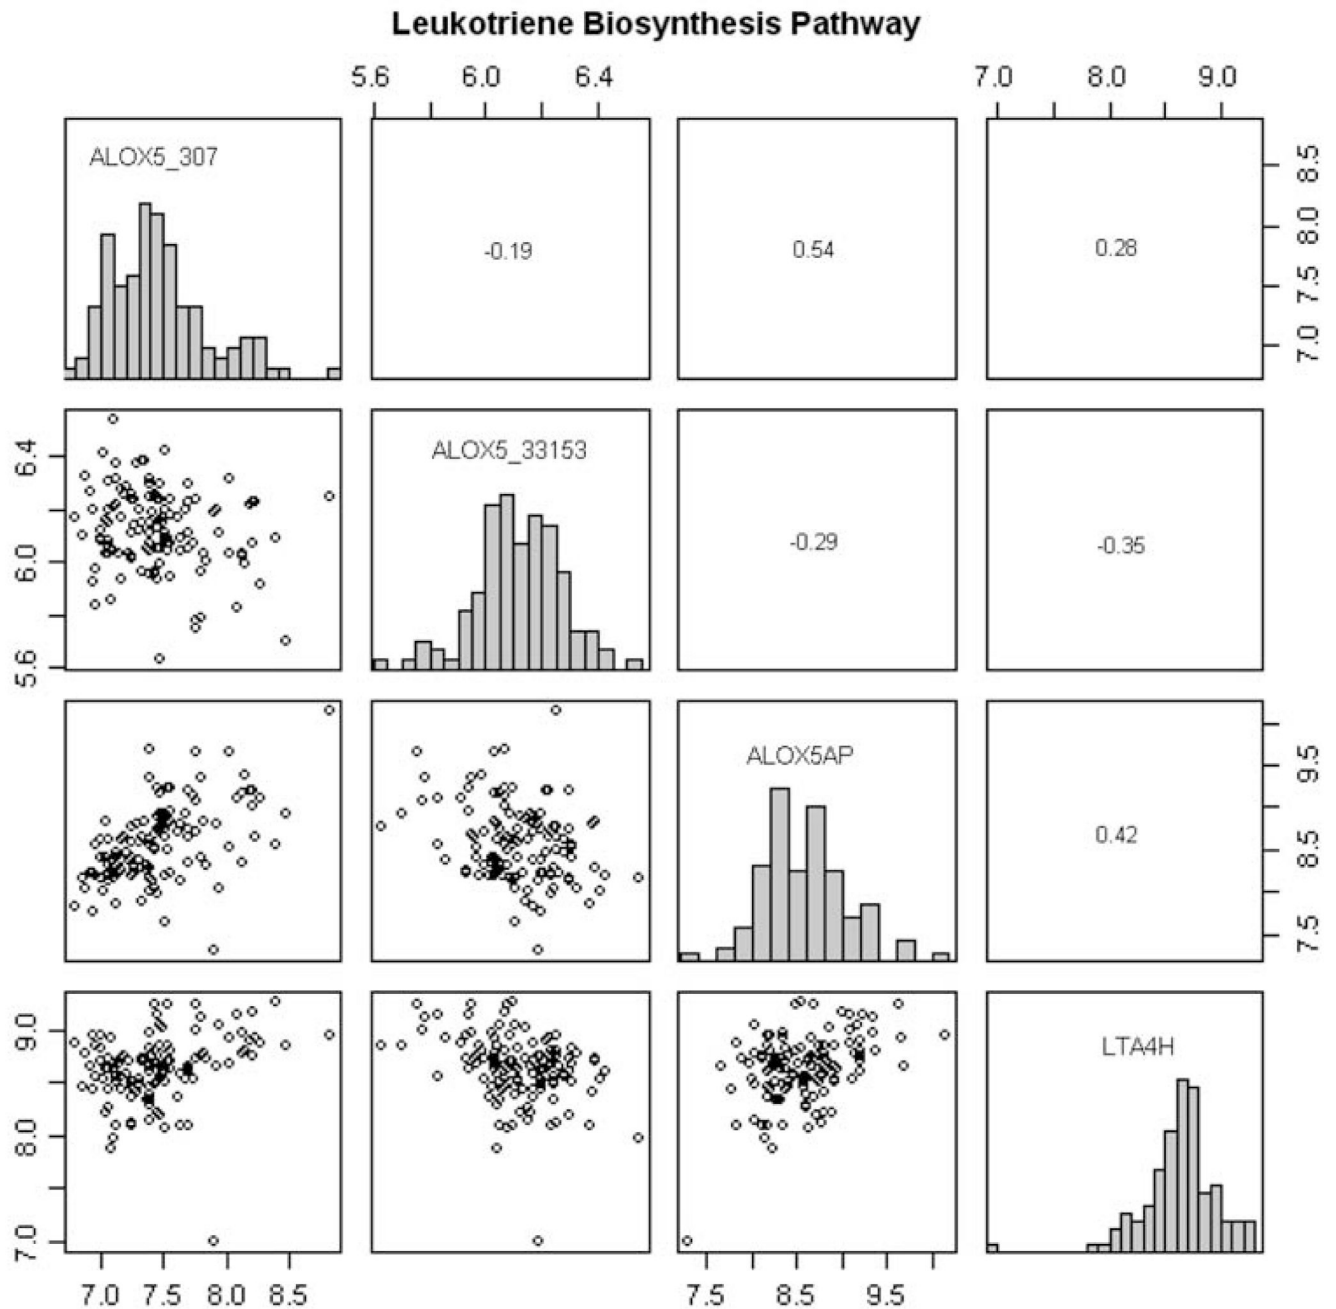 Leukotriene Biosynthesis Pathway
5.6 6.0 6.4 7.0 8.0 9.0
ALOX5_307
-0.19
0.54
0.28
7.0 7.5 8.0 8.5
ALOX5_33153
5.6 6.0 6.4
-0.29
-0.35
ALOX5AP
0.42
7.5 8.5 9.5
LTA4H
7.0 8.0 9.0
7.0 7.5 8.0 8.5 7.5 8.5 9.5